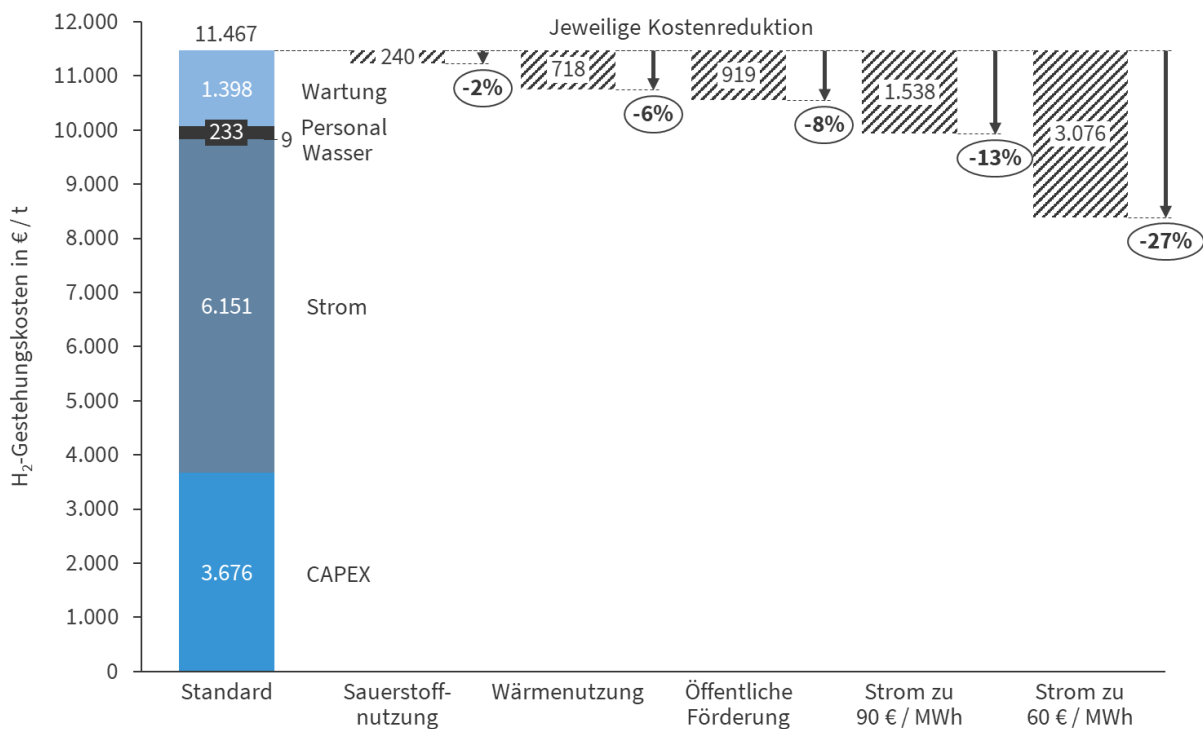 12.000
11.000
10.000
9.000
8.000
7.000
6.000
5.000
4.000
3.000
2.000
1.000
0
H₂-Gestehungskosten in € / t
11.467
1.398
233
9
6.151
3.676
Wartung
Personal
Wasser
Strom
CAPEX
Jeweilige Kostenreduktion
240
-2%
718
-6%
919
-8%
1.538
-13%
3.076
-27%
Standard
Sauerstoff-
nutzung
Wärmenutzung
Öffentliche
Förderung
Strom zu
90 € / MWh
Strom zu
60 € / MWh